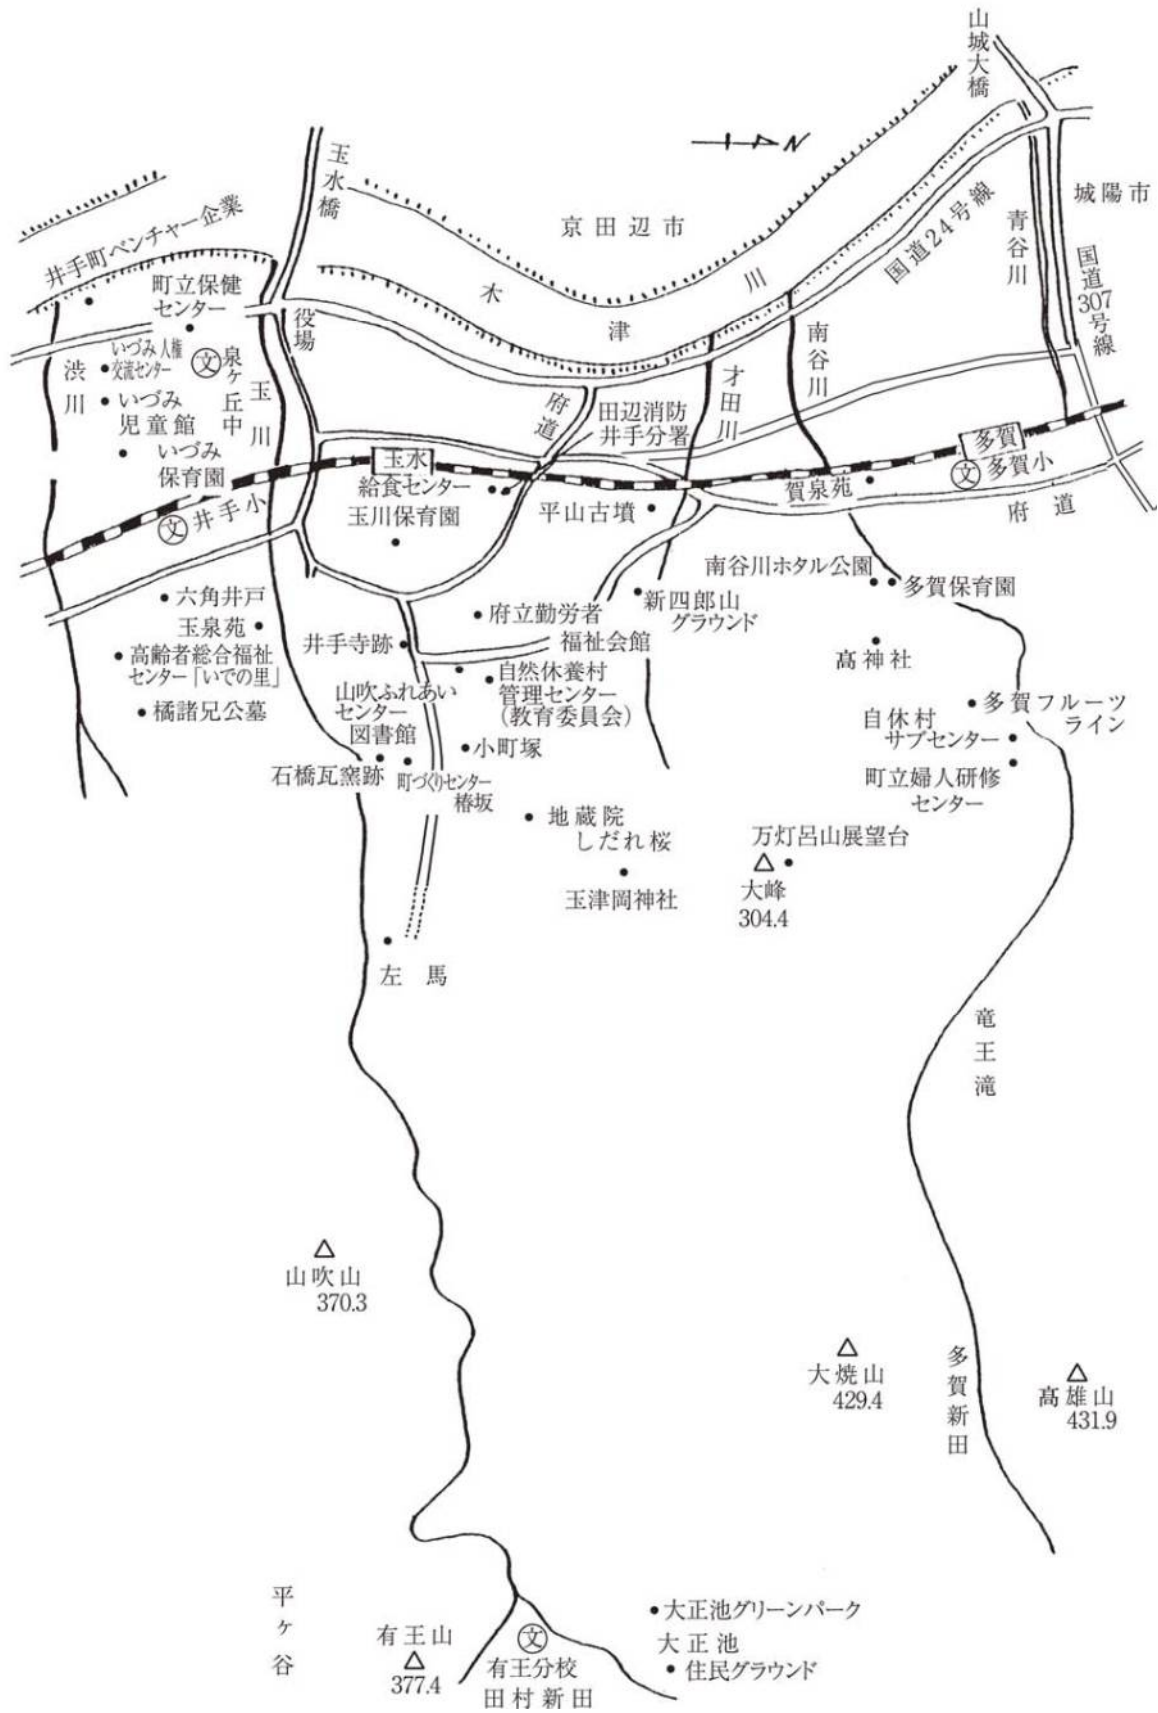 山城大橋
N
玉水橋
京田辺市
城陽市
国道24号線
青谷川
国道307号線
井手町ベンチャー企業
町立保健
センター
木津川
役場
南谷川
いづみ人権
交流センター
文
泉ヶ丘中
渋川
いづみ
児童館
玉川
府道
田辺消防
井手分署
才田川
いづみ
保育園
玉水
多賀
文
多賀小
給食センター
賀泉苑
文
井手小
玉川保育園
平山古墳
府道
南谷川ホタル公園
多賀保育園
六角井戸
新四郎山
グラウンド
府立勤労者
福祉会館
玉泉苑
井手寺跡
髙神社
高齢者総合福祉
センター「いでの里」
自然休養村
管理センター
(教育委員会)
山吹ふれあい
センター
図書館
橘諸兄公墓
多賀フルーツ
ライン
自休村
サブセンター
小町塚
石橋瓦窯跡
町づくりセンター
椿坂
町立婦人研修
センター
地蔵院
しだれ桜
万灯呂山展望台
大峰
304.4
玉津岡神社
左馬
竜王滝
山吹山
370.3
大焼山
429.4
多賀新田
髙雄山
431.9
平ヶ谷
大正池グリーンパーク
有王山
377.4
文
有王分校
田村新田
大正池
住民グラウンド